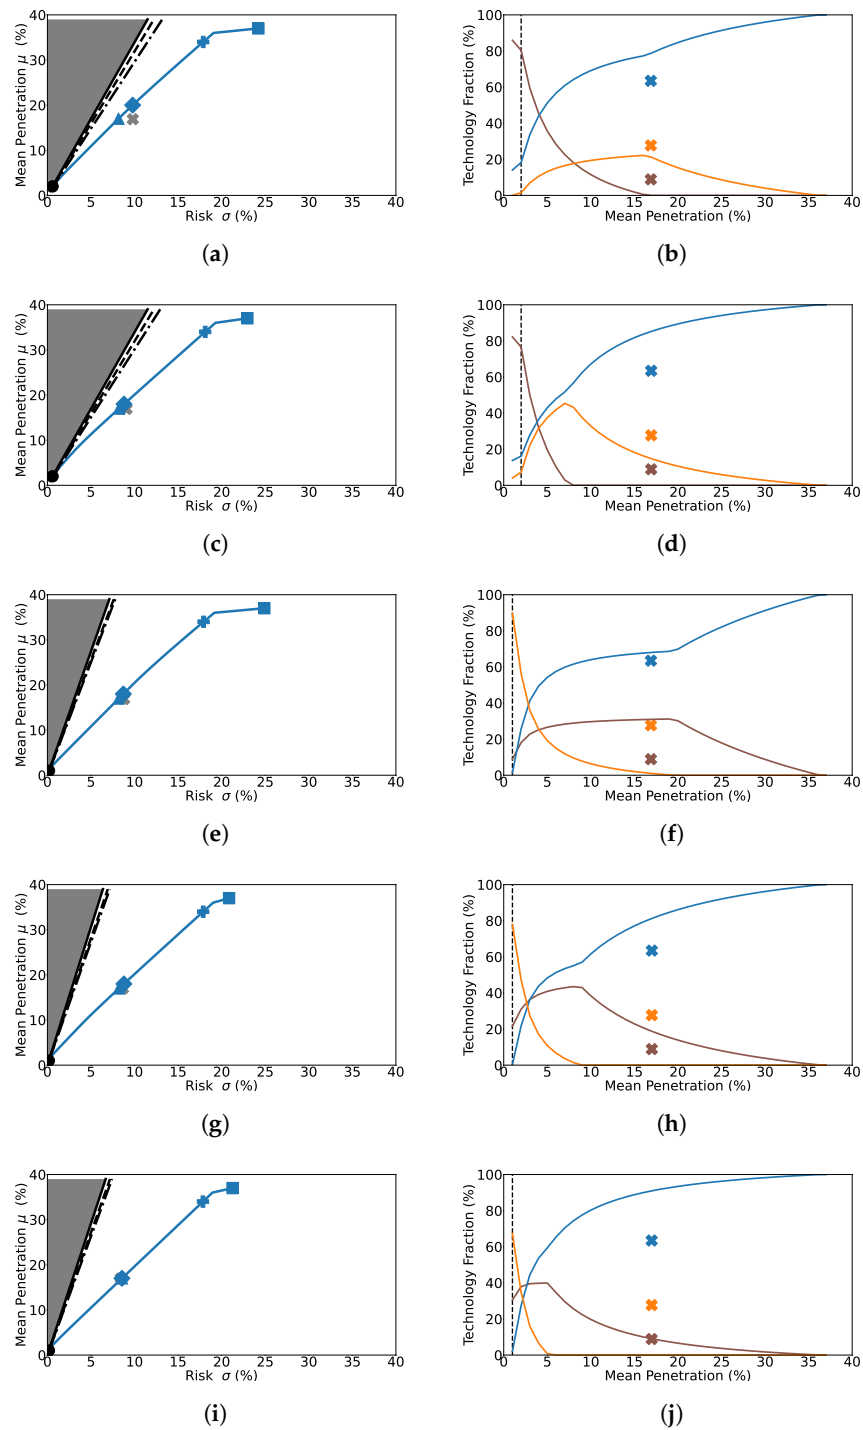 40
30
20
10
0
Mean Penetration μ (%)
0 5 10 15 20 25 30 35 40
Risk σ (%)
(a)
100
80
60
40
20
0
Technology Fraction (%)
0 5 10 15 20 25 30 35 40
Mean Penetration (%)
(b)
40
30
20
10
0
Mean Penetration μ (%)
0 5 10 15 20 25 30 35 40
Risk σ (%)
(c)
100
80
60
40
20
0
Technology Fraction (%)
0 5 10 15 20 25 30 35 40
Mean Penetration (%)
(d)
40
30
20
10
0
Mean Penetration μ (%)
0 5 10 15 20 25 30 35 40
Risk σ (%)
(e)
100
80
60
40
20
0
Technology Fraction (%)
0 5 10 15 20 25 30 35 40
Mean Penetration (%)
(f)
40
30
20
10
0
Mean Penetration μ (%)
0 5 10 15 20 25 30 35 40
Risk σ (%)
(g)
100
80
60
40
20
0
Technology Fraction (%)
0 5 10 15 20 25 30 35 40
Mean Penetration (%)
(h)
40
30
20
10
0
Mean Penetration μ (%)
0 5 10 15 20 25 30 35 40
Risk σ (%)
(i)
100
80
60
40
20
0
Technology Fraction (%)
0 5 10 15 20 25 30 35 40
Mean Penetration (%)
(j)